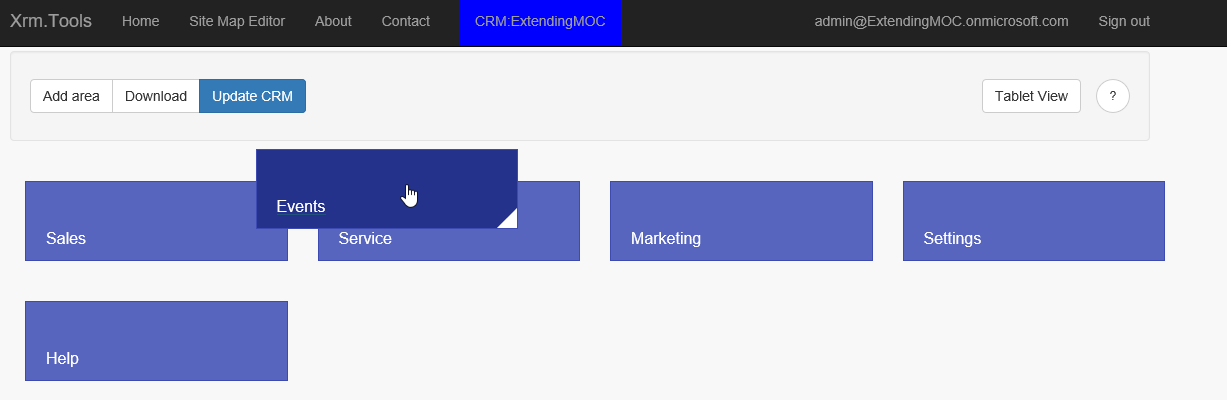 Xrm.Tools Home Site Map Editor About Contact CRM:ExtendingMOC admin@ExtendingMOC.onmicrosoft.com Sign out
Add area Download Update CRM Tablet View ?
Events
Sales Service Marketing Settings
Help